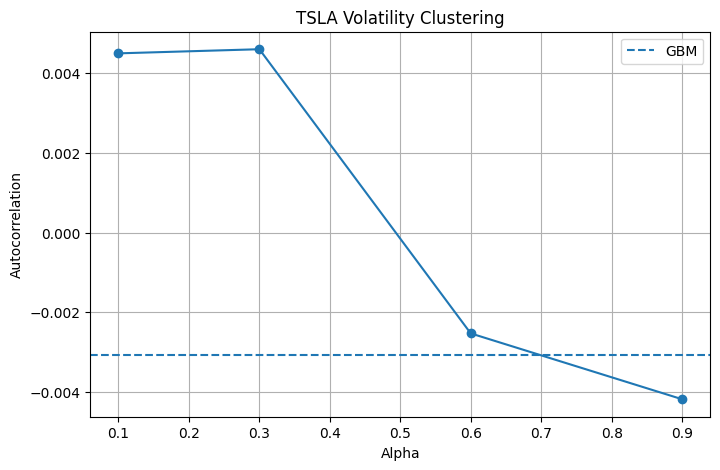 TSLA Volatility Clustering
GBM
0.004
0.002
0.000
−0.002
−0.004
Autocorrelation
0.1 0.2 0.3 0.4 0.5 0.6 0.7 0.8 0.9
Alpha